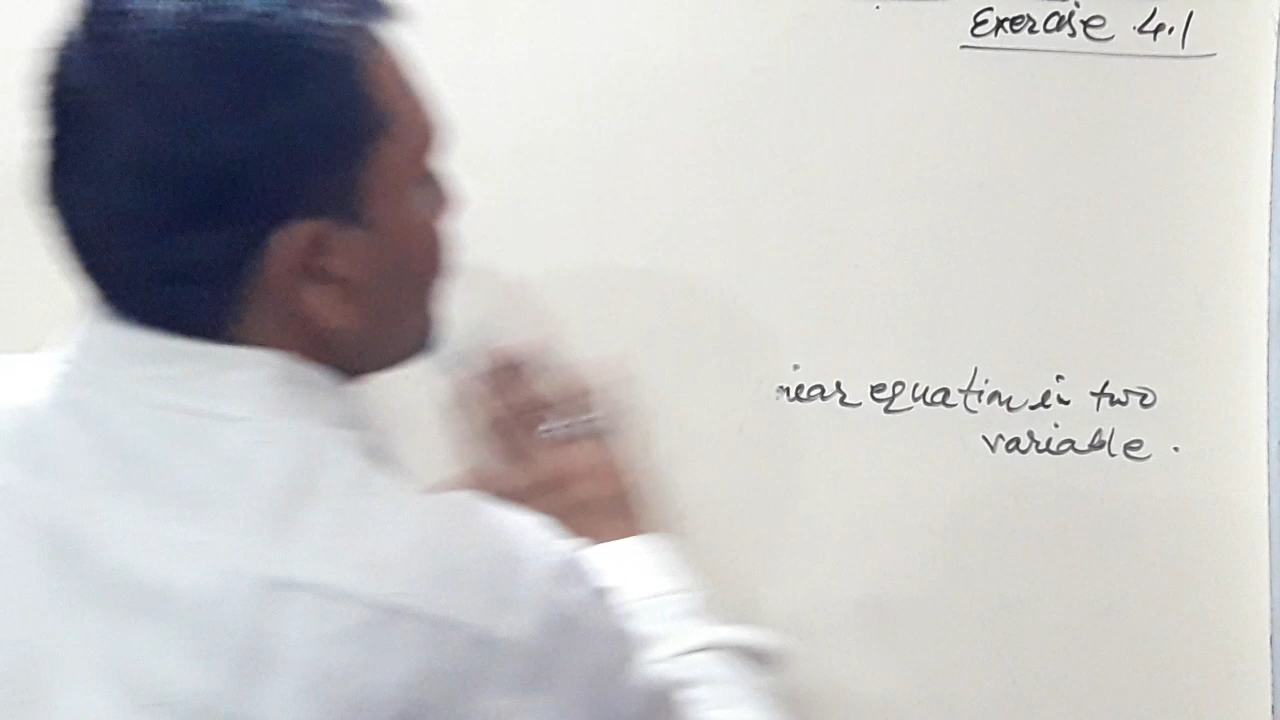 Exercise 4.1
near equation in two
variable.